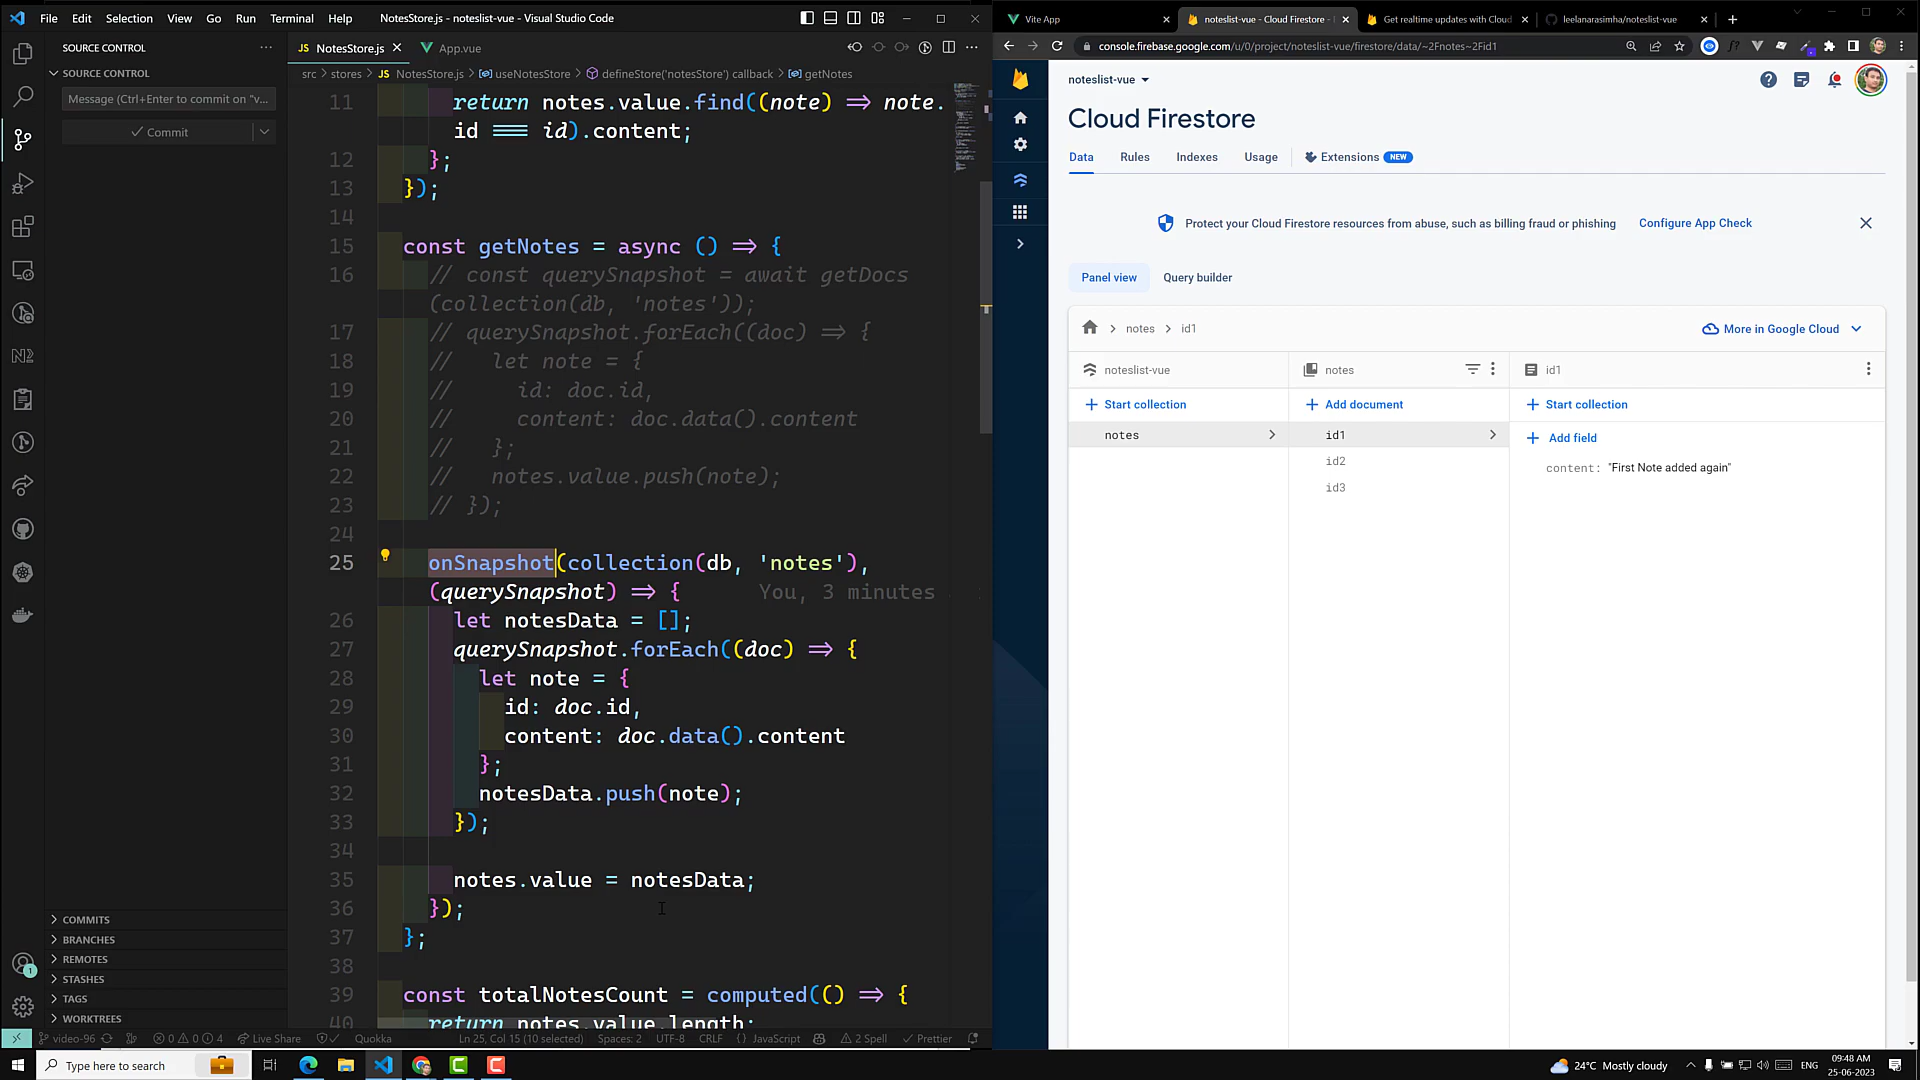 File Edit Selection View Go Run Terminal Help
NotesStore.js - noteslist-vue - Visual Studio Code
SOURCE CONTROL
SOURCE CONTROL
Message (Ctrl+Enter to commit on "v...
Commit
COMMITS
BRANCHES
REMOTES
STASHES
TAGS
WORKTREES
JS NotesStore.js
App.vue
src > stores > JS NotesStore.js > useNotesStore > defineStore('notesStore') callback > getNotes
11 return notes.value.find((note) => note.
id === id).content;
12 };
13 });
14
15 const getNotes = async () => {
16 // const querySnapshot = await getDocs
(collection(db, 'notes'));
17 // querySnapshot.forEach((doc) => {
18 // let note = {
19 // id: doc.id,
20 // content: doc.data().content
21 // };
22 // notes.value.push(note);
23 // });
24
25 onSnapshot(collection(db, 'notes'),
(querySnapshot) => { You, 3 minutes
26 let notesData = [];
27 querySnapshot.forEach((doc) => {
28 let note = {
29 id: doc.id,
30 content: doc.data().content
31 };
32 notesData.push(note);
33 });
34
35 notes.value = notesData;
36 });
37 };
38
39 const totalNotesCount = computed(() => {
40 return notes.value.length;
video-96 0 0 4 Live Share Quokka Ln 25, Col 15 (10 selected) Spaces: 2 UTF-8 CRLF {} JavaScript 2 Spell Prettier
Vite App
noteslist-vue - Cloud Firestore -
Get realtime updates with Cloud
leelanarasimha/noteslist-vue
console.firebase.google.com/u/0/project/noteslist-vue/firestore/data/~2Fnotes~2Fid1
noteslist-vue
Cloud Firestore
Data Rules Indexes Usage Extensions NEW
Protect your Cloud Firestore resources from abuse, such as billing fraud or phishing Configure App Check
Panel view Query builder
notes > id1 More in Google Cloud
noteslist-vue
Start collection
notes
notes
Add document
id1
id2
id3
id1
Start collection
Add field
content: "First Note added again"
Type here to search
24°C Mostly cloudy
ENG
09:48 AM
25-06-2023